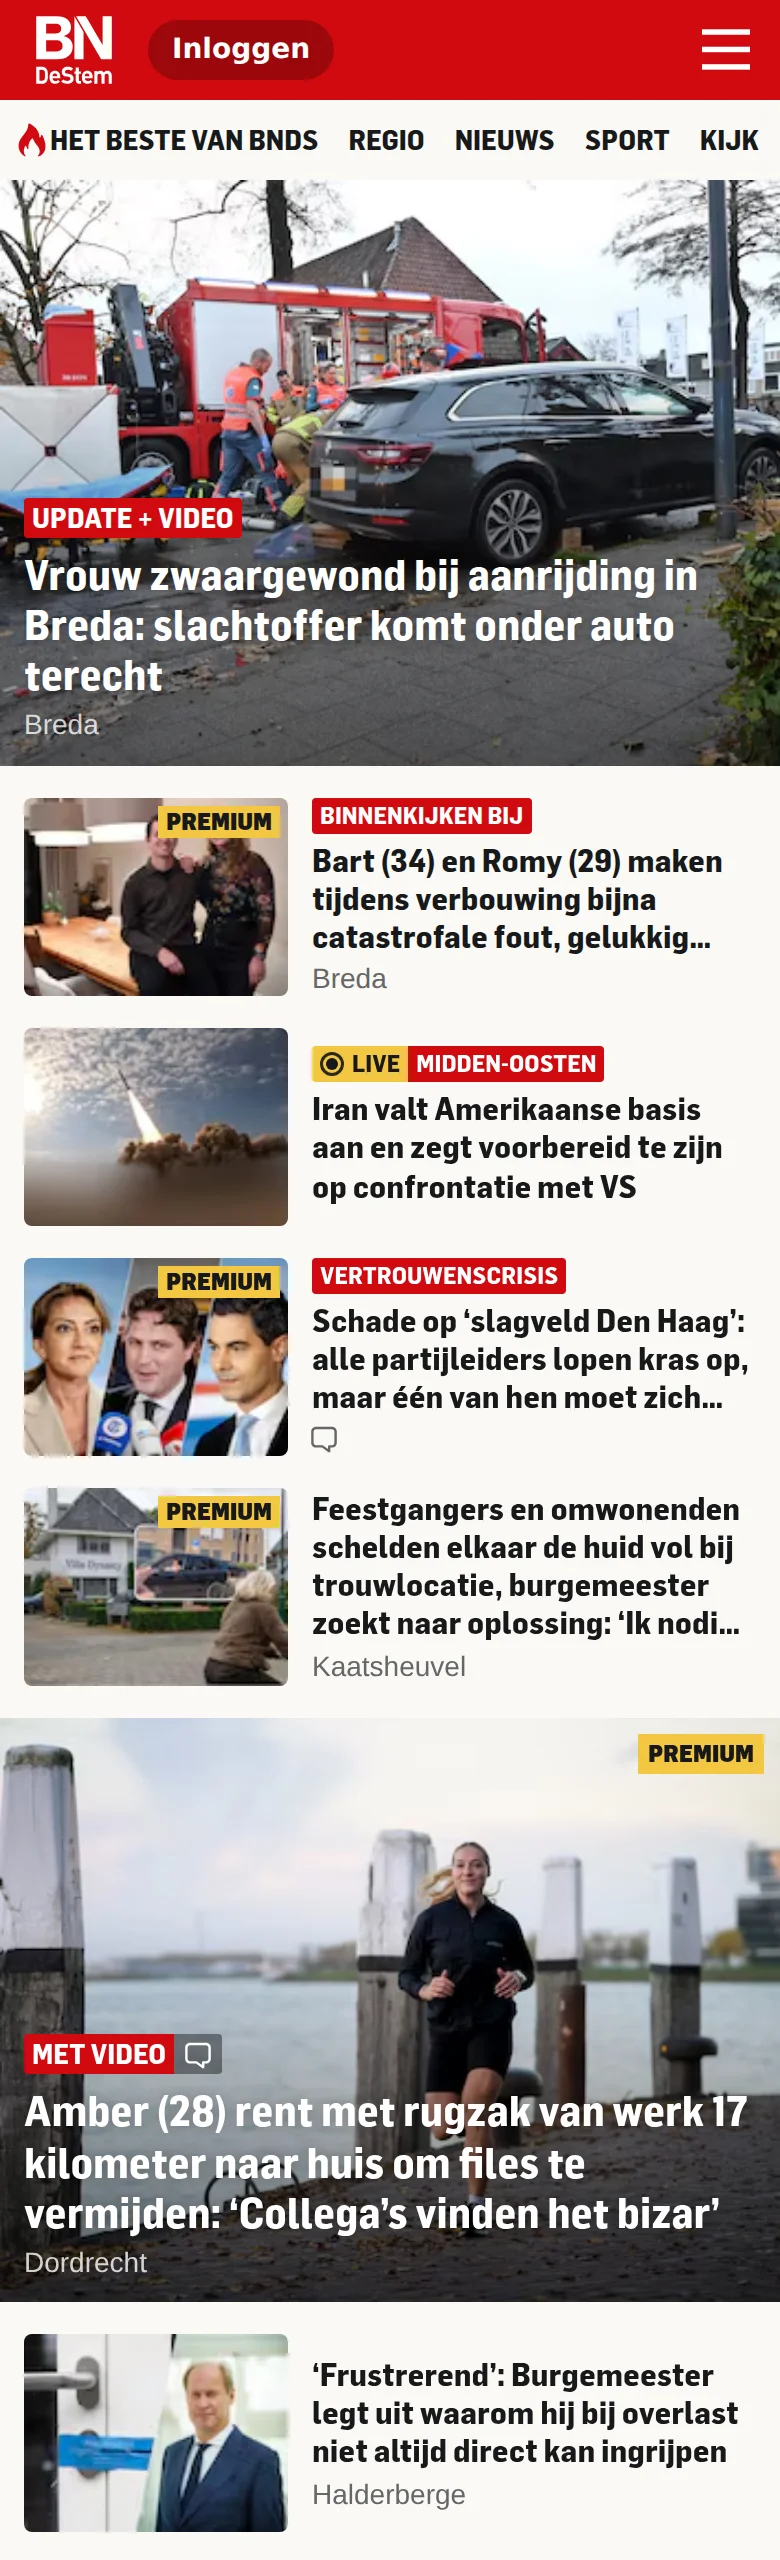 BN
DeStem
Inloggen
HET BESTE VAN BNDS REGIO NIEUWS SPORT KIJK
UPDATE + VIDEO
Vrouw zwaargewond bij aanrijding in
Breda: slachtoffer komt onder auto
terecht
Breda
PREMIUM
BINNENKIJKEN BIJ
Bart (34) en Romy (29) maken
tijdens verbouwing bijna
catastrofale fout, gelukkig...
Breda
LIVE MIDDEN-OOSTEN
Iran valt Amerikaanse basis
aan en zegt voorbereid te zijn
op confrontatie met VS
PREMIUM
VERTROUWENSCRISIS
Schade op ‘slagveld Den Haag’:
alle partijleiders lopen kras op,
maar één van hen moet zich...
PREMIUM
Feestgangers en omwonenden
schelden elkaar de huid vol bij
trouwlocatie, burgemeester
zoekt naar oplossing: ‘Ik nodi...
Kaatsheuvel
PREMIUM
MET VIDEO
Amber (28) rent met rugzak van werk 17
kilometer naar huis om files te
vermijden: ‘Collega’s vinden het bizar’
Dordrecht
‘Frustrerend’: Burgemeester
legt uit waarom hij bij overlast
niet altijd direct kan ingrijpen
Halderberge